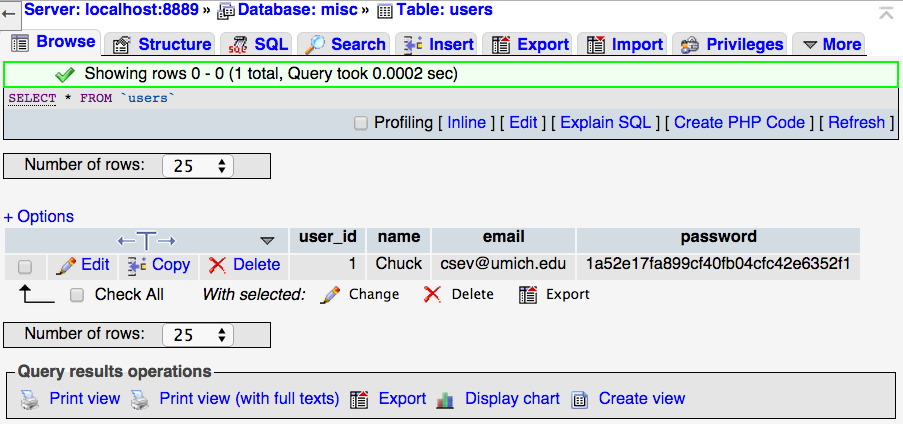 Server: localhost:8889 » Database: misc » Table: users
Browse Structure SQL Search Insert Export Import Privileges More
Showing rows 0 - 0 (1 total, Query took 0.0002 sec)
SELECT * FROM `users`
Profiling [ Inline ] [ Edit ] [ Explain SQL ] [ Create PHP Code ] [ Refresh ]
Number of rows: 25
+ Options
←T→ user_id name email password
Edit Copy Delete 1 Chuck csev@umich.edu 1a52e17fa899cf40fb04cfc42e6352f1
Check All With selected: Change Delete Export
Number of rows: 25
Query results operations
Print view Print view (with full texts) Export Display chart Create view